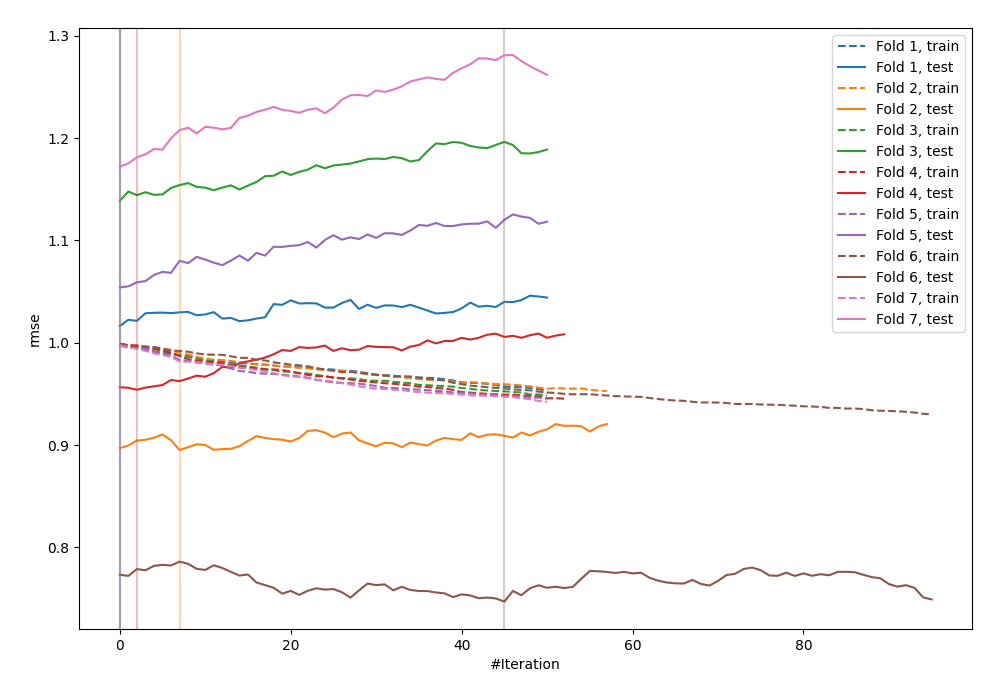 1.3
1.2
1.1
1.0
0.9
0.8
rmse
0
20
40
60
80
#Iteration
Fold 1, train
Fold 1, test
Fold 2, train
Fold 2, test
Fold 3, train
Fold 3, test
Fold 4, train
Fold 4, test
Fold 5, train
Fold 5, test
Fold 6, train
Fold 6, test
Fold 7, train
Fold 7, test